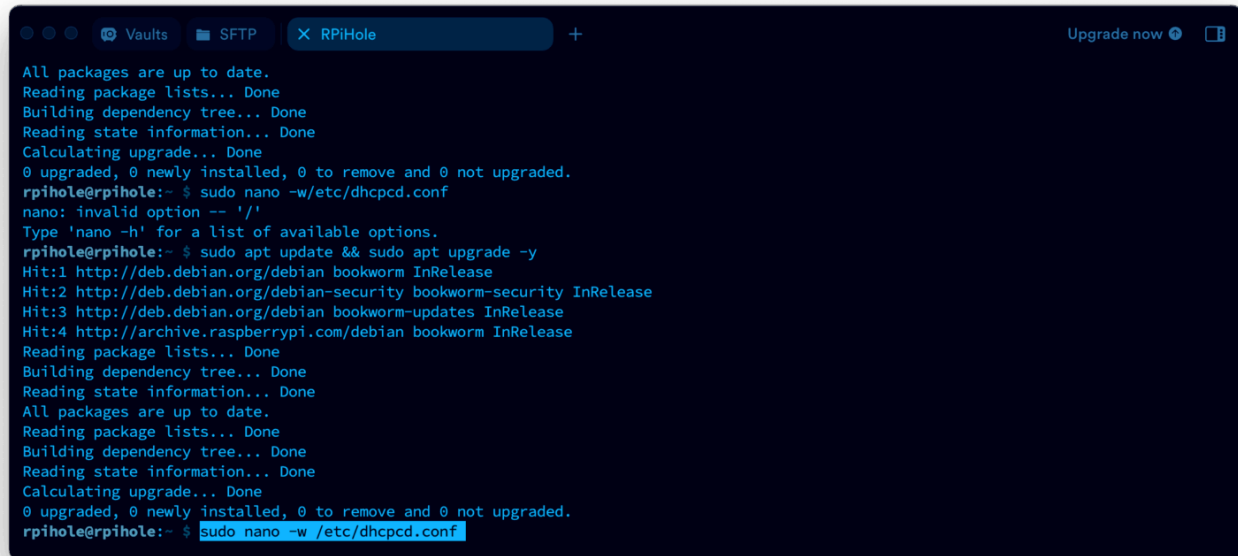 Vaults SFTP RPiHole Upgrade now
All packages are up to date.
Reading package lists... Done
Building dependency tree... Done
Reading state information... Done
Calculating upgrade... Done
0 upgraded, 0 newly installed, 0 to remove and 0 not upgraded.
rpihole@rpihole:~ $ sudo nano -w/etc/dhcpcd.conf
nano: invalid option -- '/'
Type 'nano -h' for a list of available options.
rpihole@rpihole:~ $ sudo apt update && sudo apt upgrade -y
Hit:1 http://deb.debian.org/debian bookworm InRelease
Hit:2 http://deb.debian.org/debian-security bookworm-security InRelease
Hit:3 http://deb.debian.org/debian bookworm-updates InRelease
Hit:4 http://archive.raspberrypi.com/debian bookworm InRelease
Reading package lists... Done
Building dependency tree... Done
Reading state information... Done
All packages are up to date.
Reading package lists... Done
Building dependency tree... Done
Reading state information... Done
Calculating upgrade... Done
0 upgraded, 0 newly installed, 0 to remove and 0 not upgraded.
rpihole@rpihole:~ $ sudo nano -w /etc/dhcpcd.conf